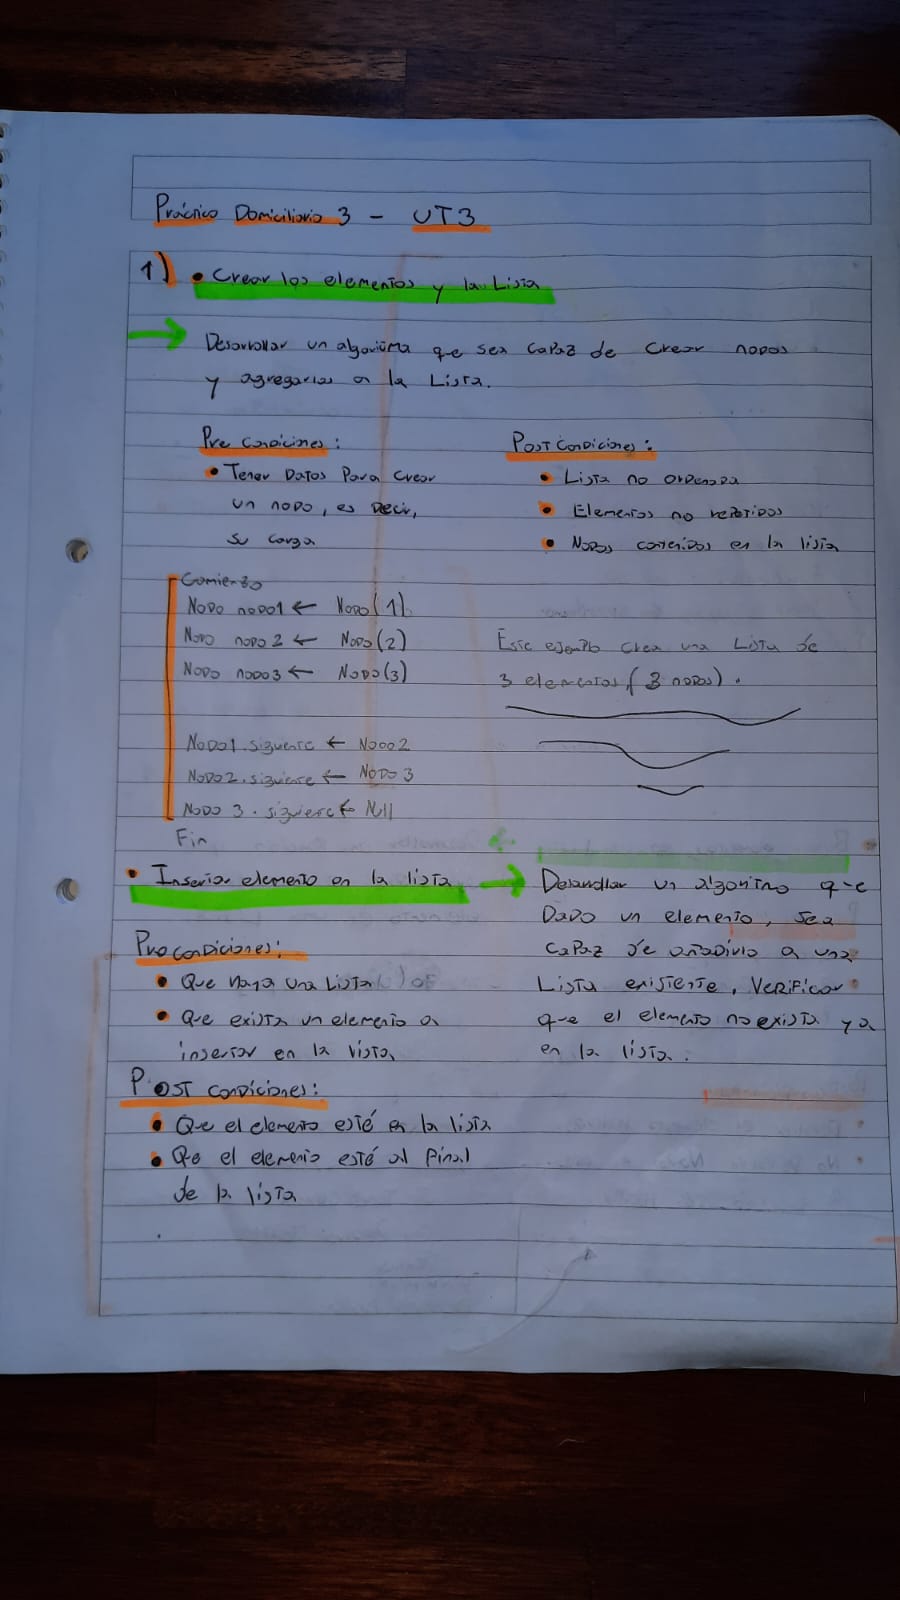 Práctico Domiciliario 3 - UT3
1) • Crear los elementos y la Lista
→ Desarrollar un algoritmo que sea capaz de crear nodos
y agregarlos a la Lista.
Pre condiciones:
• Tener Datos Para crear
un nodo, es Decir,
su carga
Post condiciones:
• Lista no ordenada
• Elementos no repetidos
• Nodos contenidos en la lista
Comienzo
Nodo nodo1 ← Nodo(1)
Nodo nodo2 ← Nodo(2)
Nodo nodo3 ← Nodo(3)
Nodo1.siguiente ← Nodo2
Nodo2.siguiente ← Nodo3
Nodo 3.siguiente ← Null
Fin
Este ejemplo crea una Lista de
3 elementos (3 nodos).
• Insertar elemento en la lista →
Desarrollar un algoritmo que
Dado un elemento, sea
capaz de añadirlo a una
Lista existente, Verificar
que el elemento no exista ya
en la lista.
Precondiciones:
• Que haya una Lista
• Que exista un elemento a
insertar en la lista
Post condiciones:
• Que el elemento esté en la lista
• Que el elemento esté al final
de la lista